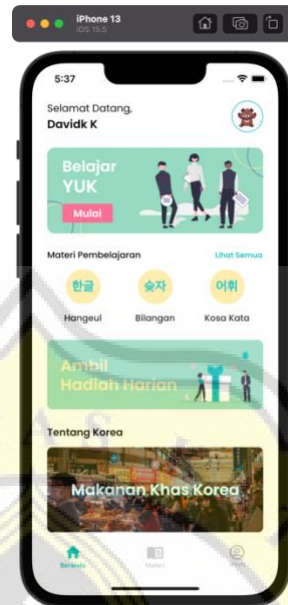 iPhone 13
iOS 15.5
5:37
Selamat Datang,
Davidk K
Belajar
YUK
Mulai
Materi Pembelajaran
Lihat Semua
한글
숫자
어휘
Hangeul
Bilangan
Kosa Kata
Ambil
Hadiah Harian
Tentang Korea
Makanan Khas Korea
Beranda
Materi